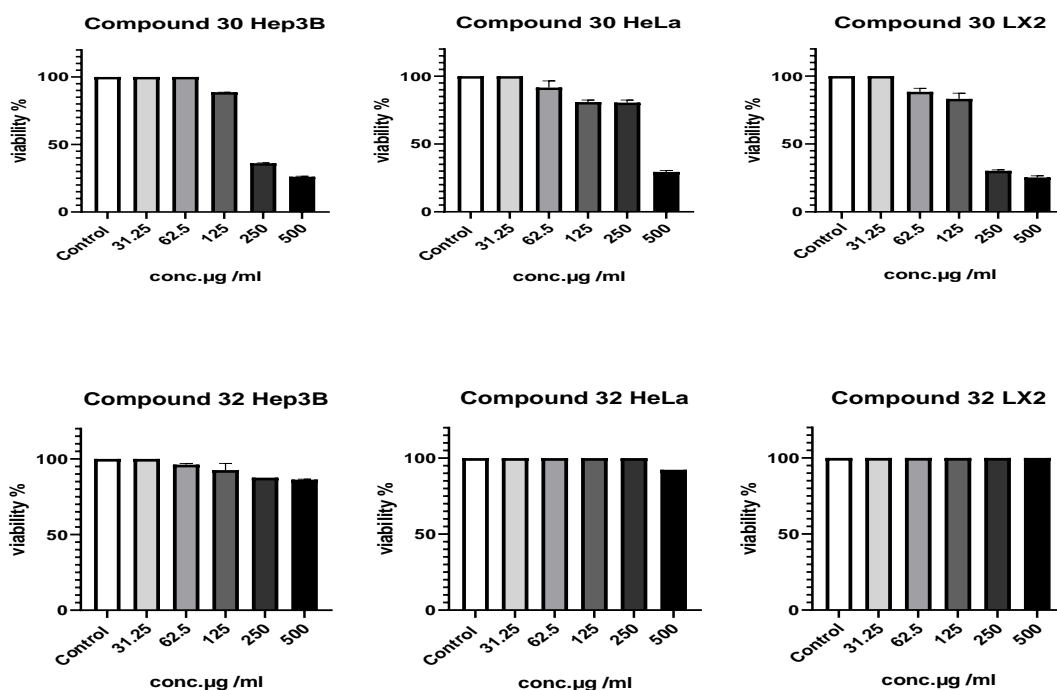 Compound 30 Hep3B
viability %
100
50
0
Control
31.25
62.5
125
250
500
conc.µg /ml
Compound 30 HeLa
viability %
100
50
0
Control
31.25
62.5
125
250
500
conc.µg /ml
Compound 30 LX2
viability %
100
50
0
Control
31.25
62.5
125
250
500
conc.µg /ml
Compound 32 Hep3B
viability %
100
50
0
Control
31.25
62.5
125
250
500
conc.µg /ml
Compound 32 HeLa
viability %
100
50
0
Control
31.25
62.5
125
250
500
conc.µg /ml
Compound 32 LX2
viability %
100
50
0
Control
31.25
62.5
125
250
500
conc.µg /ml